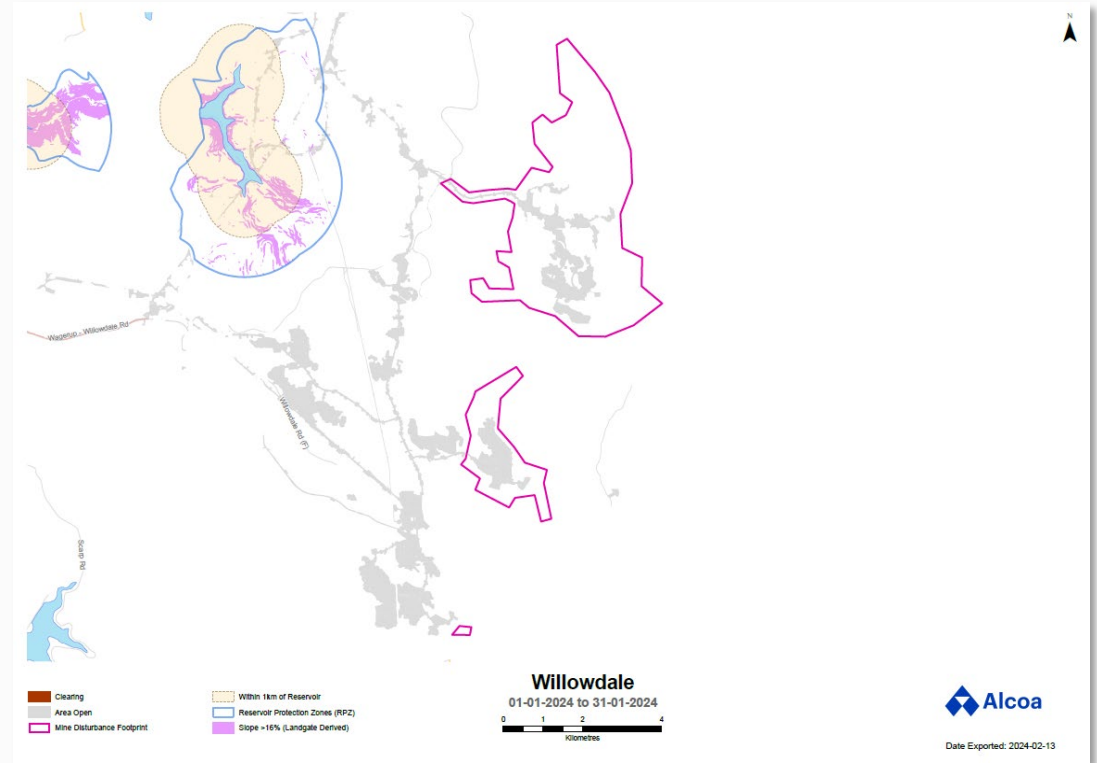 N
Wagerup - Willowdale Rd
Willowdale Rd (F)
Scarp Rd
Clearing
Area Open
Mine Disturbance Footprint
Within 1km of Reservoir
Reservoir Protection Zones (RPZ)
Slope >16% (Landgate Derived)
Willowdale
01-01-2024 to 31-01-2024
0 1 2 4
Kilometres
Alcoa
Date Exported: 2024-02-13